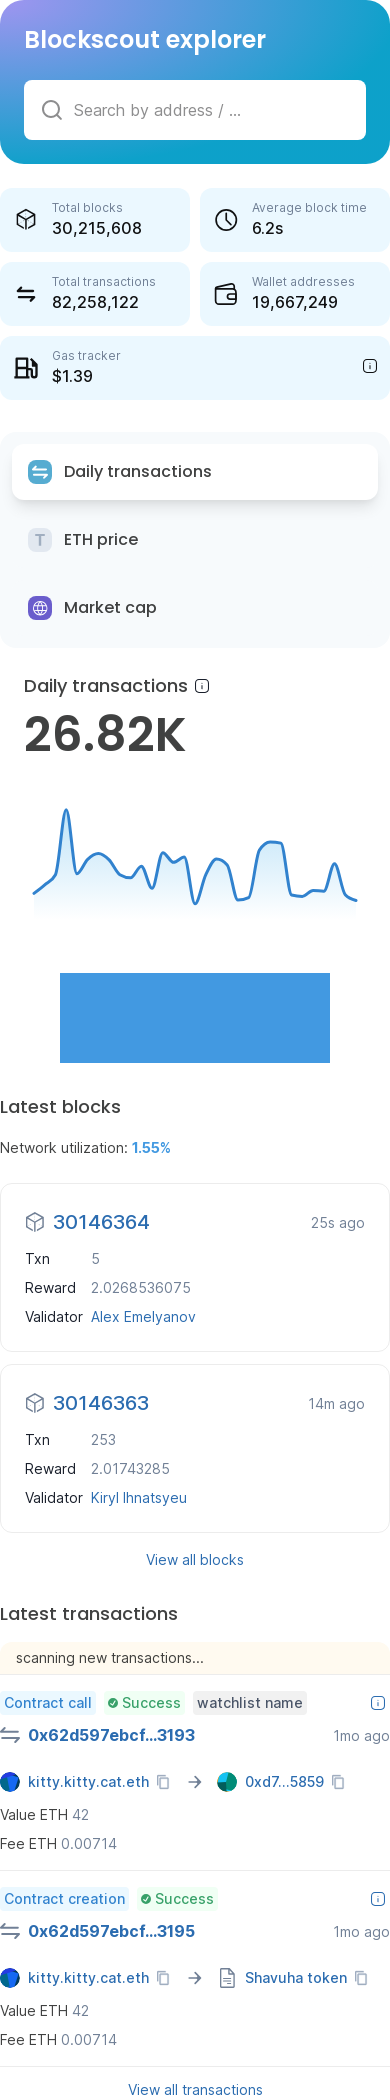 Blockscout explorer
Search by address / ...
Total blocks
30,215,608
Average block time
6.2s
Total transactions
82,258,122
Wallet addresses
19,667,249
Gas tracker
$1.39
Daily transactions
ETH price
Market cap
Daily transactions
26.82K
Latest blocks
Network utilization: 1.55%
30146364 25s ago
Txn 5
Reward 2.0268536075
Validator Alex Emelyanov
30146363 14m ago
Txn 253
Reward 2.01743285
Validator Kiryl Ihnatsyeu
View all blocks
Latest transactions
scanning new transactions...
Contract call Success watchlist name
0x62d597ebcf...3193 1mo ago
kitty.kitty.cat.eth 0xd7...5859
Value ETH 42
Fee ETH 0.00714
Contract creation Success
0x62d597ebcf...3195 1mo ago
kitty.kitty.cat.eth Shavuha token
Value ETH 42
Fee ETH 0.00714
View all transactions